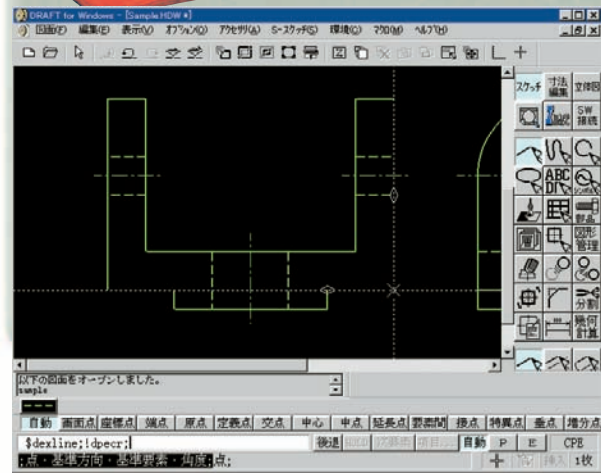 DRAFT for Windows - [Sample.HDW *]
図面(F) 編集(E) 表示(V) オプション(O) アクセサリ(A) S-スケッチ(S) 環境(C) マクロ(M) ヘルプ(H)
スケッチ 寸法編集 立体図
設定 SW接続
ABC
部品
図形管理
分割
幾何計算
以下の図面をオープンしました。
sample
自動 画面点 座標点 端点 原点 定義点 交点 中心 中点 延長点 要素間 接点 特異点 垂点 増分点
$dexline;!dpecr; 後退 自動 P E CPE
:点・基準方向・基準要素・角度:点; 挿入 1枚